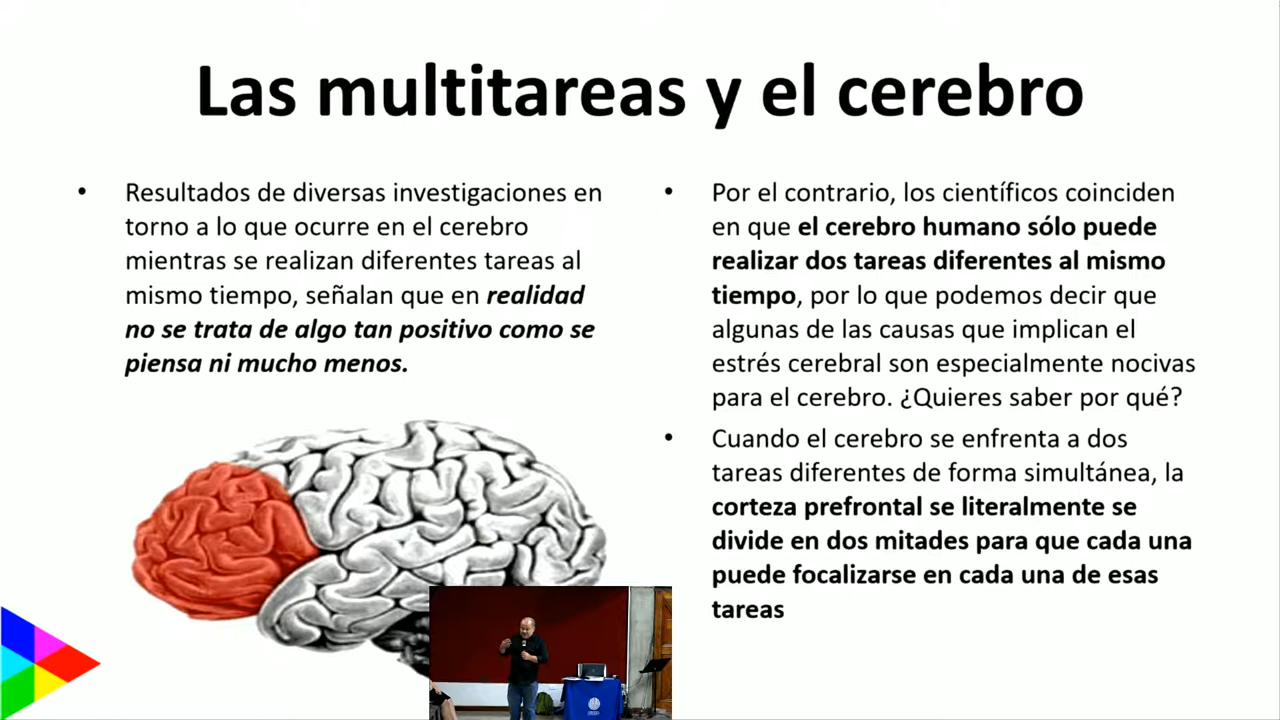 Las multitareas y el cerebro
• Resultados de diversas investigaciones en
torno a lo que ocurre en el cerebro
mientras se realizan diferentes tareas al
mismo tiempo, señalan que en realidad
no se trata de algo tan positivo como se
piensa ni mucho menos.
• Por el contrario, los científicos coinciden
en que el cerebro humano sólo puede
realizar dos tareas diferentes al mismo
tiempo, por lo que podemos decir que
algunas de las causas que implican el
estrés cerebral son especialmente nocivas
para el cerebro. ¿Quieres saber por qué?
• Cuando el cerebro se enfrenta a dos
tareas diferentes de forma simultánea, la
corteza prefrontal se literalmente se
divide en dos mitades para que cada una
puede focalizarse en cada una de esas
tareas